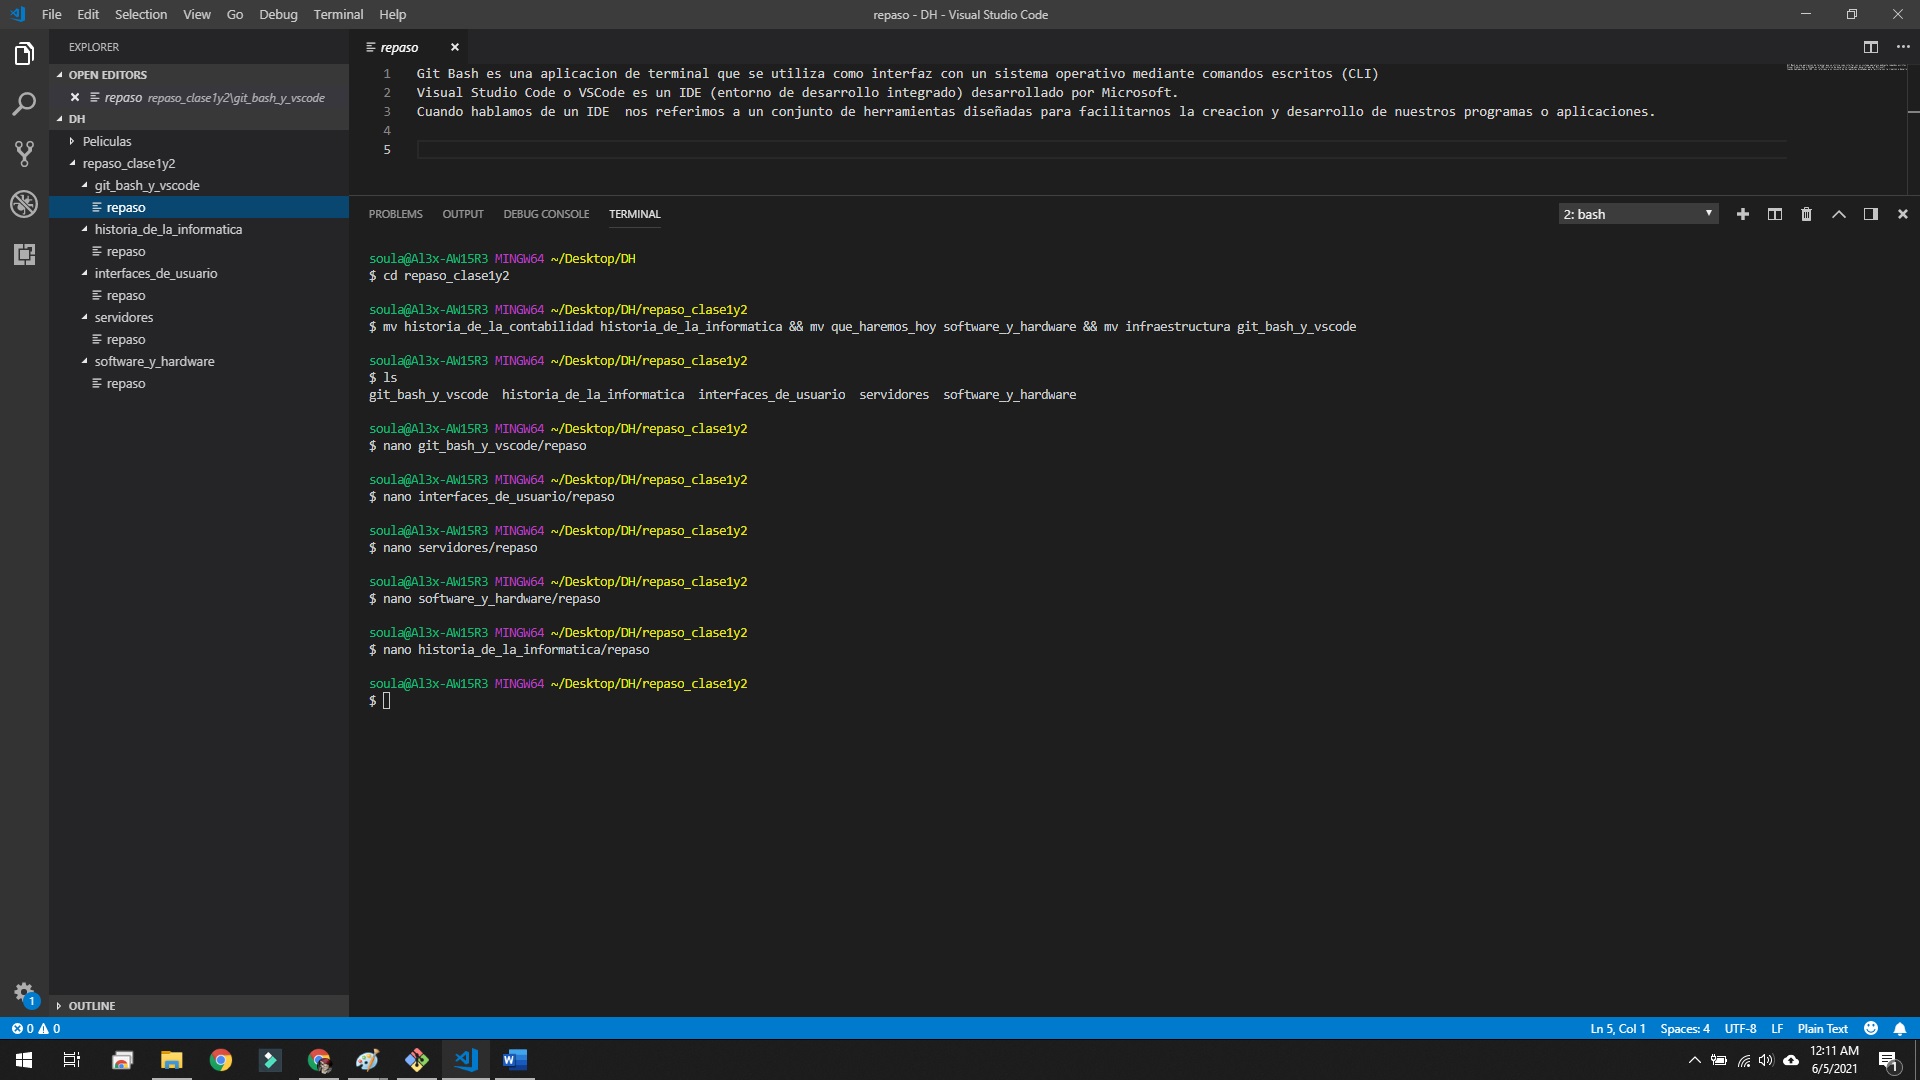 File Edit Selection View Go Debug Terminal Help
repaso - DH - Visual Studio Code
EXPLORER
OPEN EDITORS
repaso repaso_clase1y2\git_bash_y_vscode
DH
Peliculas
repaso_clase1y2
git_bash_y_vscode
repaso
historia_de_la_informatica
repaso
interfaces_de_usuario
repaso
servidores
repaso
software_y_hardware
repaso
OUTLINE
repaso
1 Git Bash es una aplicacion de terminal que se utiliza como interfaz con un sistema operativo mediante comandos escritos (CLI)
2 Visual Studio Code o VSCode es un IDE (entorno de desarrollo integrado) desarrollado por Microsoft.
3 Cuando hablamos de un IDE  nos referimos a un conjunto de herramientas diseñadas para facilitarnos la creacion y desarrollo de nuestros programas o aplicaciones.
4
5
PROBLEMS OUTPUT DEBUG CONSOLE TERMINAL
2: bash
soula@Al3x-AW15R3 MINGW64 ~/Desktop/DH
$ cd repaso_clase1y2
soula@Al3x-AW15R3 MINGW64 ~/Desktop/DH/repaso_clase1y2
$ mv historia_de_la_contabilidad historia_de_la_informatica && mv que_haremos_hoy software_y_hardware && mv infraestructura git_bash_y_vscode
soula@Al3x-AW15R3 MINGW64 ~/Desktop/DH/repaso_clase1y2
$ ls
git_bash_y_vscode  historia_de_la_informatica  interfaces_de_usuario  servidores  software_y_hardware
soula@Al3x-AW15R3 MINGW64 ~/Desktop/DH/repaso_clase1y2
$ nano git_bash_y_vscode/repaso
soula@Al3x-AW15R3 MINGW64 ~/Desktop/DH/repaso_clase1y2
$ nano interfaces_de_usuario/repaso
soula@Al3x-AW15R3 MINGW64 ~/Desktop/DH/repaso_clase1y2
$ nano servidores/repaso
soula@Al3x-AW15R3 MINGW64 ~/Desktop/DH/repaso_clase1y2
$ nano software_y_hardware/repaso
soula@Al3x-AW15R3 MINGW64 ~/Desktop/DH/repaso_clase1y2
$ nano historia_de_la_informatica/repaso
soula@Al3x-AW15R3 MINGW64 ~/Desktop/DH/repaso_clase1y2
$
1
0 0
Ln 5, Col 1 Spaces: 4 UTF-8 LF Plain Text
12:11 AM
6/5/2021
1